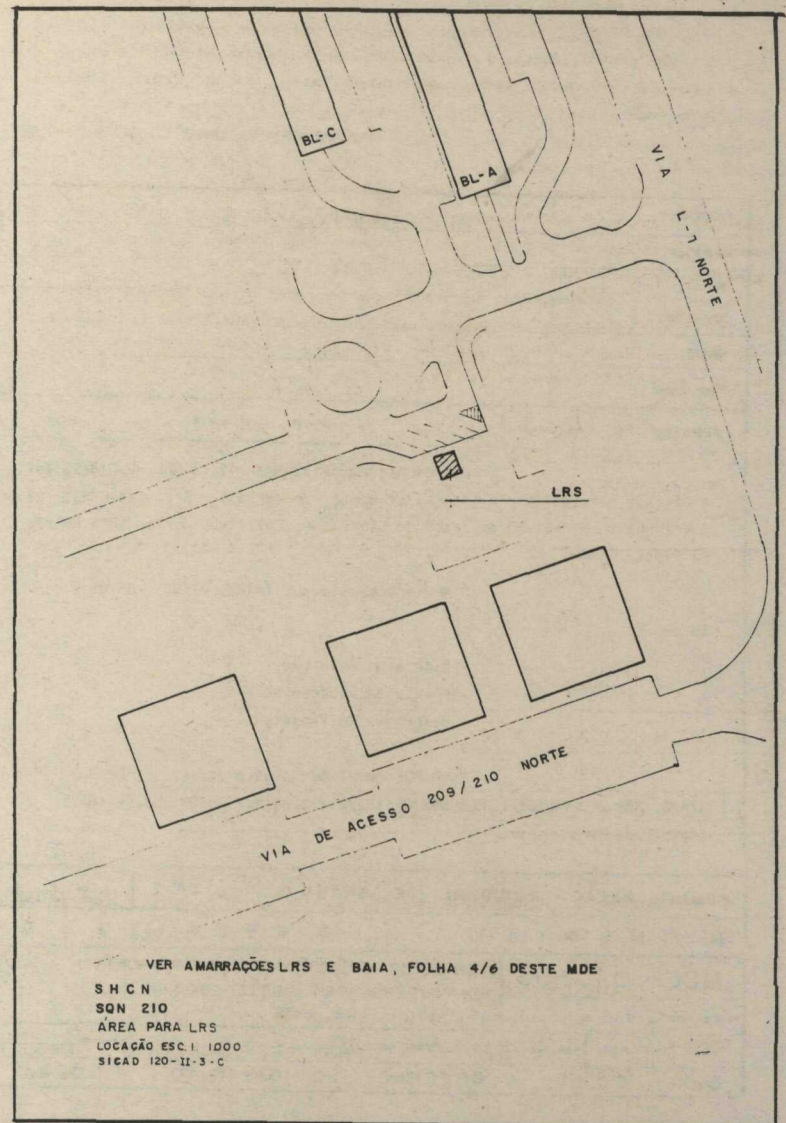 BL-C
BL-A
VIA L-1 NORTE
LRS
VIA DE ACESSO 209/210 NORTE
VER AMARRAÇÕES LRS E BAIA, FOLHA 4/6 DESTE MDE
SHCN
SQN 210
ÁREA PARA LRS
LOCAÇÃO ESC. 1. 1000
SICAD 120-II-3-C